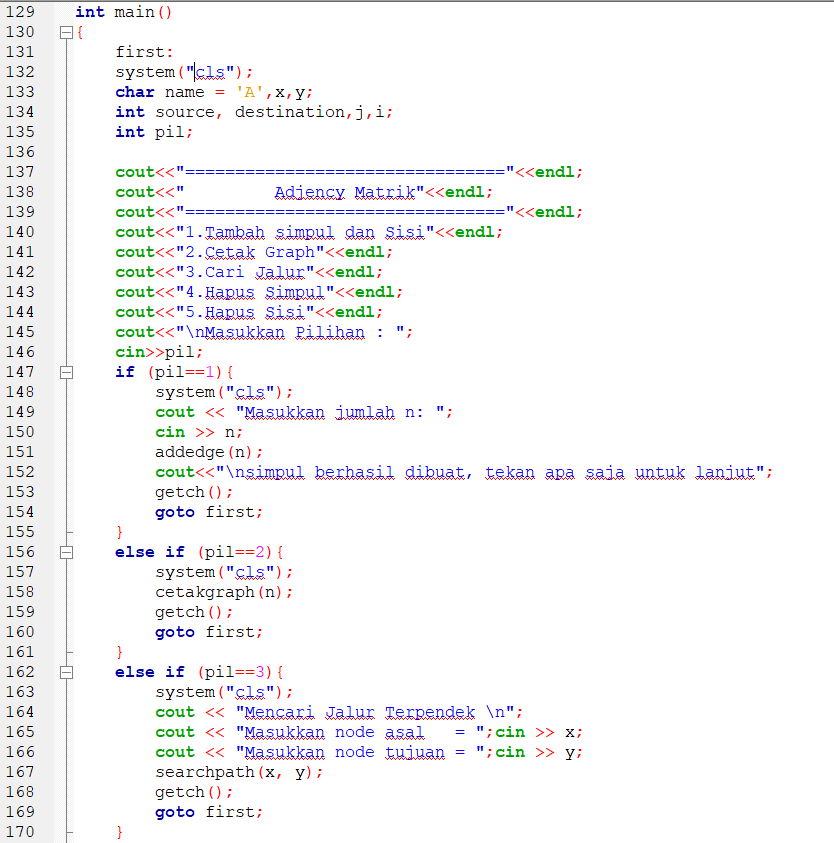 129 int main()
130 {
131 first:
132 system("cls");
133 char name = 'A',x,y;
134 int source, destination,j,i;
135 int pil;
136
137 cout<<"================================"<<endl;
138 cout<<"         Adjency Matrik"<<endl;
139 cout<<"================================"<<endl;
140 cout<<"1.Tambah simpul dan Sisi"<<endl;
141 cout<<"2.Cetak Graph"<<endl;
142 cout<<"3.Cari Jalur"<<endl;
143 cout<<"4.Hapus Simpul"<<endl;
144 cout<<"5.Hapus Sisi"<<endl;
145 cout<<"\nMasukkan Pilihan : ";
146 cin>>pil;
147 if (pil==1){
148 system("cls");
149 cout << "Masukkan jumlah n: ";
150 cin >> n;
151 addedge(n);
152 cout<<"\nsimpul berhasil dibuat, tekan apa saja untuk lanjut";
153 getch();
154 goto first;
155 }
156 else if (pil==2){
157 system("cls");
158 cetakgraph(n);
159 getch();
160 goto first;
161 }
162 else if (pil==3){
163 system("cls");
164 cout << "Mencari Jalur Terpendek \n";
165 cout << "Masukkan node asal   = ";cin >> x;
166 cout << "Masukkan node tujuan = ";cin >> y;
167 searchpath(x, y);
168 getch();
169 goto first;
170 }